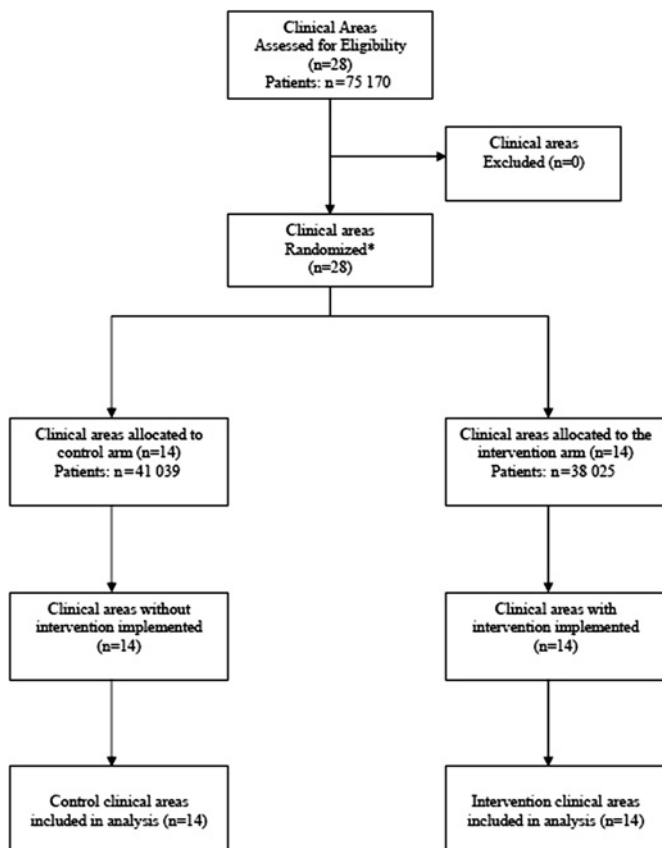 Clinical Areas
Assessed for Eligibility
(n=28)
Patients: n=75 170
Clinical areas
Excluded (n=0)
Clinical areas
Randomized*
(n=28)
Clinical areas allocated to
control arm (n=14)
Patients: n=41 039
Clinical areas allocated to the
intervention arm (n=14)
Patients: n=38 025
Clinical areas without
intervention implemented
(n=14)
Clinical areas with
intervention implemented
(n=14)
Control clinical areas
included in analysis (n=14)
Intervention clinical areas
included in analysis (n=14)